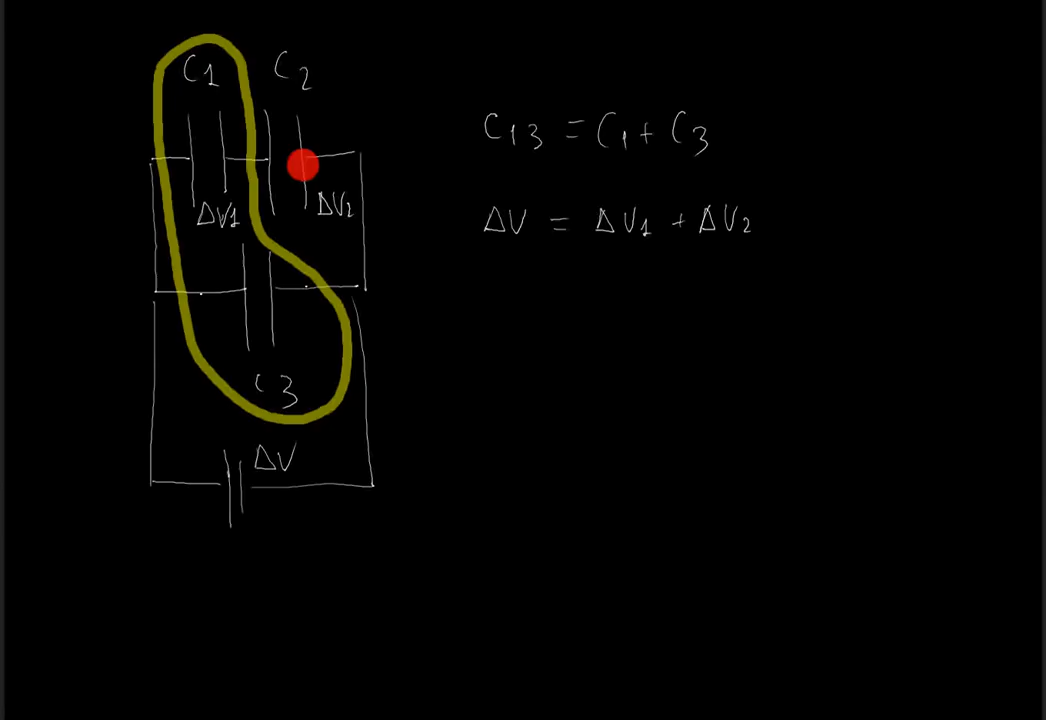 C1 C2
ΔV1 ΔV2
C3
ΔV
C13 = C1 + C3
ΔV = ΔV1 + ΔV2